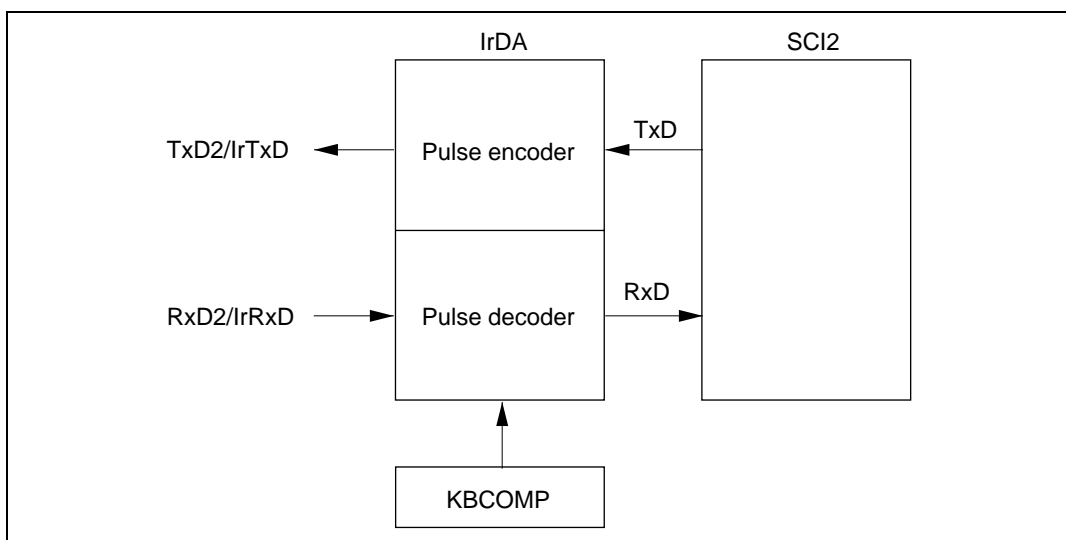 IrDA
SCI2
TxD2/IrTxD
Pulse encoder
TxD
RxD2/IrRxD
Pulse decoder
RxD
KBCOMP